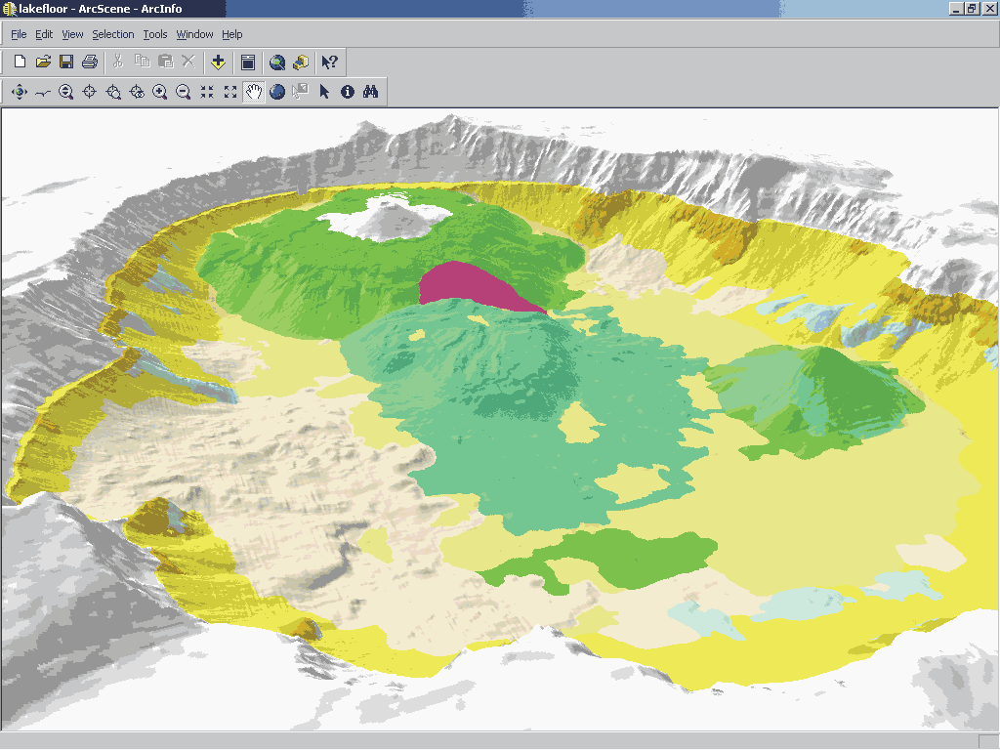 lakefloor - ArcScene - ArcInfo
File Edit View Selection Tools Window Help